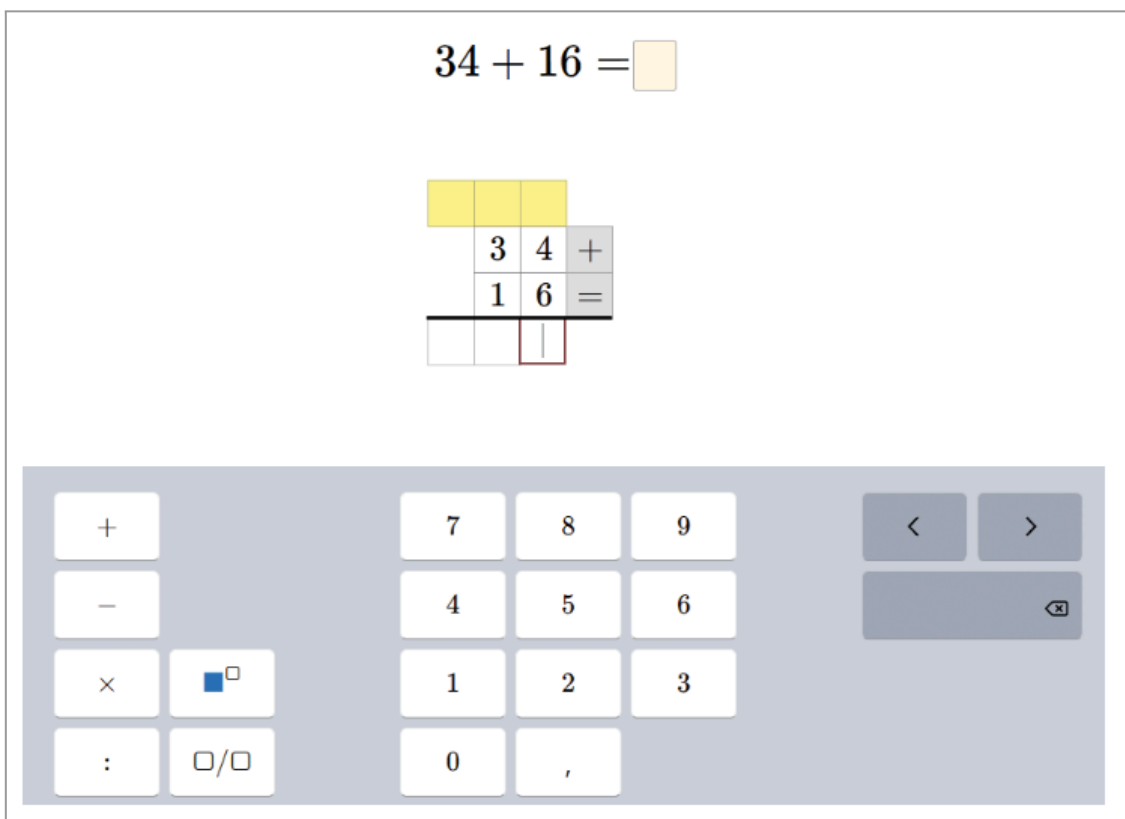 34 + 16 =
3 4 +
1 6 =
+ 7 8 9 < >
− 4 5 6
× 1 2 3
: □/□ 0 ,